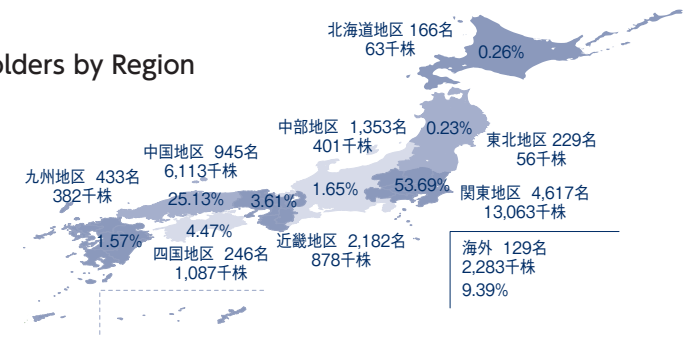 olders by Region
北海道地区 166名
63千株
0.26%
中部地区 1,353名
401千株
0.23%
東北地区 229名
56千株
中国地区 945名
6,113千株
九州地区 433名
382千株
25.13%
3.61%
1.65%
53.69%
関東地区 4,617名
13,063千株
1.57%
4.47%
四国地区 246名
1,087千株
近畿地区 2,182名
878千株
海外 129名
2,283千株
9.39%